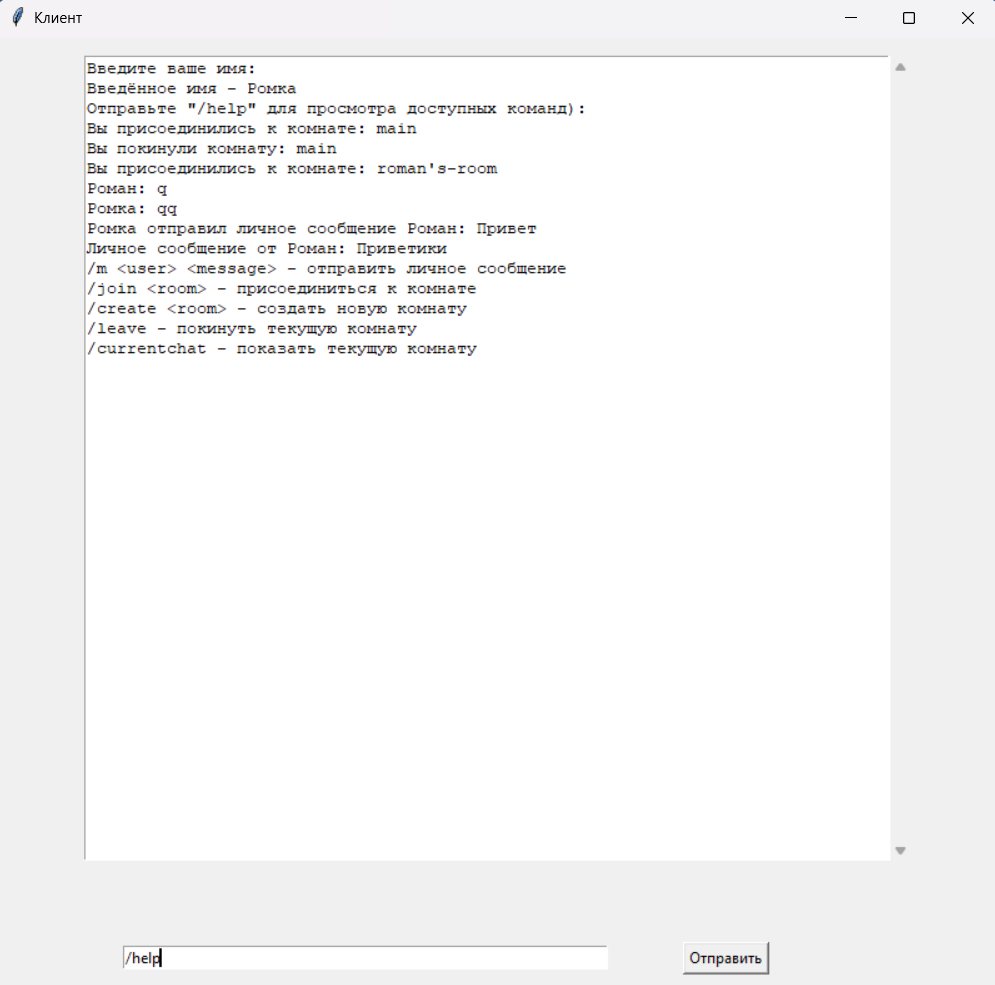 Клиент
Введите ваше имя:
Введённое имя - Ромка
Отправьте "/help" для просмотра доступных команд):
Вы присоединились к комнате: main
Вы покинули комнату: main
Вы присоединились к комнате: roman's-room
Роман: q
Ромка: qq
Ромка отправил личное сообщение Роман: Привет
Личное сообщение от Роман: Приветики
/m <user> <message> - отправить личное сообщение
/join <room> - присоединиться к комнате
/create <room> - создать новую комнату
/leave - покинуть текущую комнату
/currentchat - показать текущую комнату
/help
Отправить